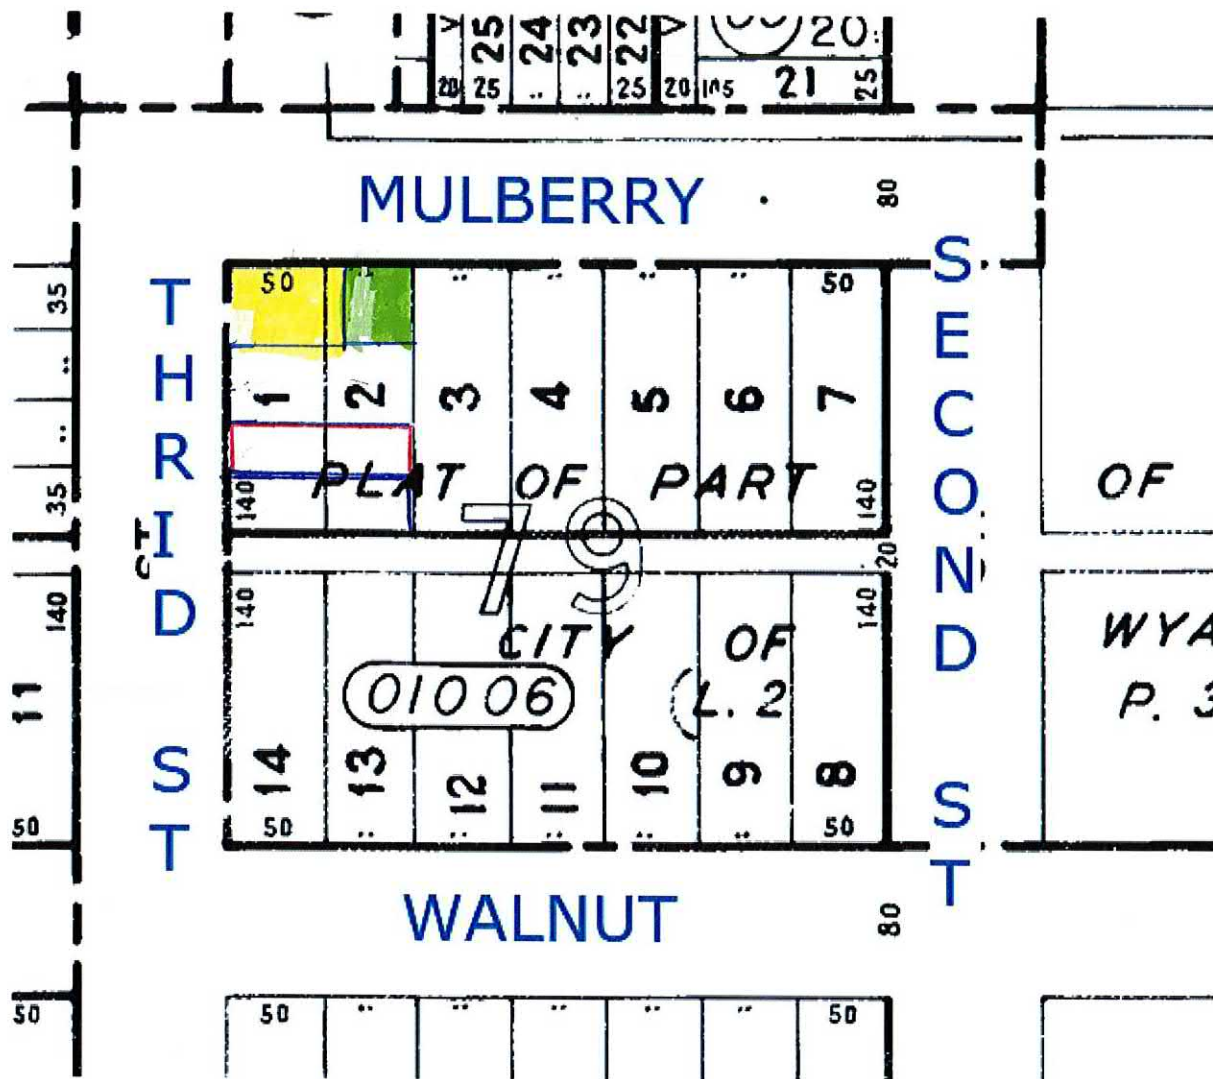 V 25 24 23 22 V 20
20 25 .. .. 25 20 21 25
MULBERRY
80
THRID ST
SECOND ST
50 .. .. .. .. 50
35
..
..
35
1 2 3 4 5 6 7
PLAT OF PART OF
140 140
79
ST
20
140 140 140
CITY OF WYA
01006
L. 2 P. 3
11
14 13 12 11 10 9 8
50 50 .. .. .. .. .. 50
WALNUT
80
50 50 .. .. .. .. .. 50